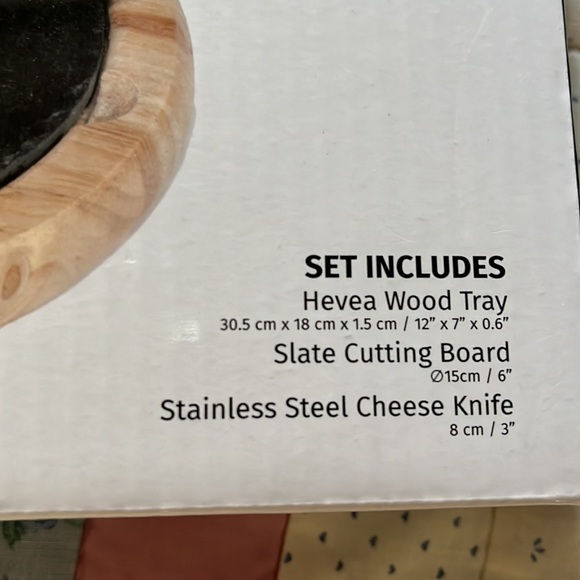 SET INCLUDES
Hevea Wood Tray
30.5 cm x 18 cm x 1.5 cm / 12” x 7” x 0.6”
Slate Cutting Board
∅15cm / 6”
Stainless Steel Cheese Knife
8 cm / 3”